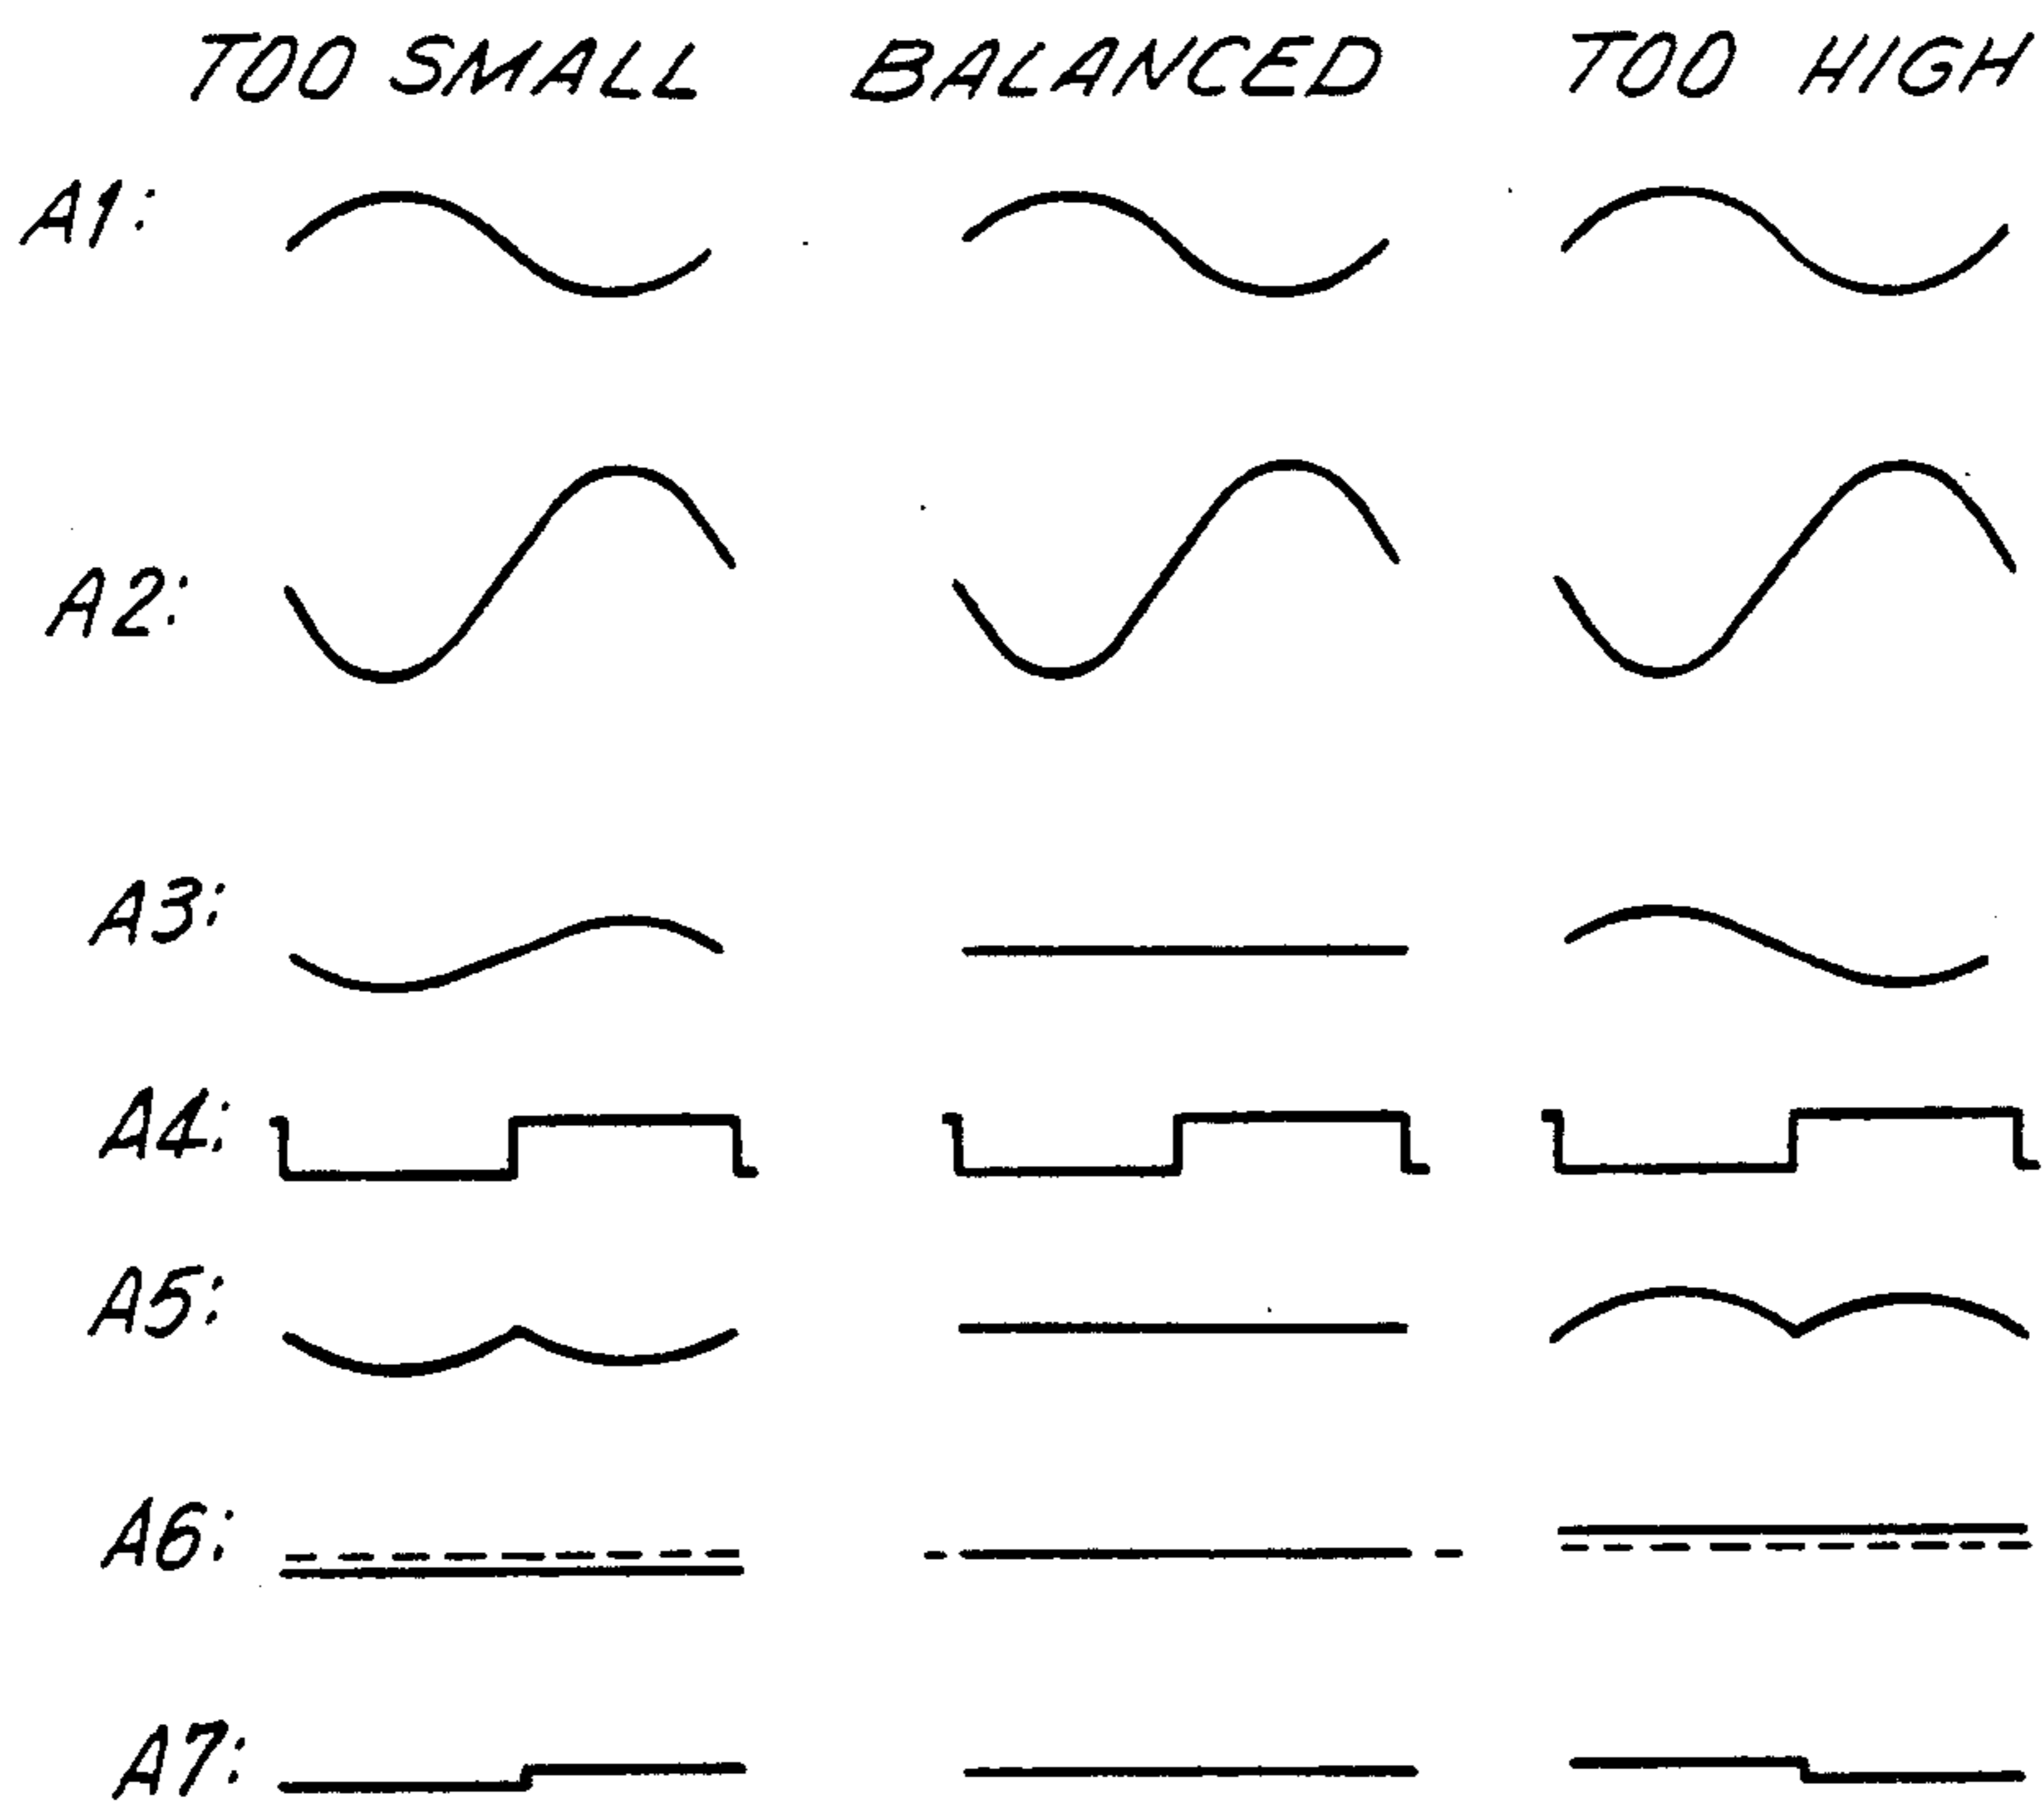 TOO SMALL BALANCED TOO HIGH
A1:
A2:
A3:
A4:
A5:
A6:
A7: